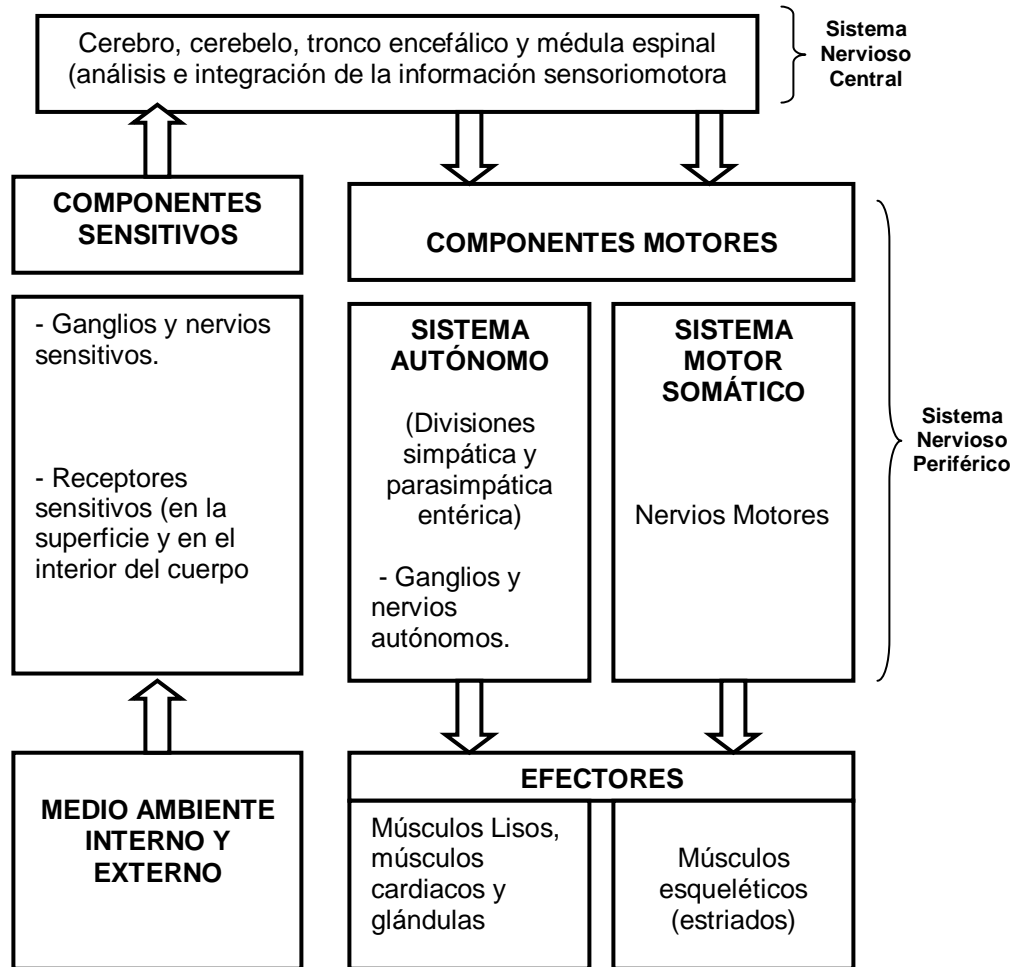 Cerebro, cerebelo, tronco encefálico y médula espinal
(análisis e integración de la información sensoriomotora
Sistema
Nervioso
Central
COMPONENTES
SENSITIVOS
COMPONENTES MOTORES
- Ganglios y nervios
sensitivos.
- Receptores
sensitivos (en la
superficie y en el
interior del cuerpo
SISTEMA
AUTÓNOMO
(Divisiones
simpática y
parasimpática
entérica)
- Ganglios y
nervios
autónomos.
SISTEMA
MOTOR
SOMÁTICO
Nervios Motores
Sistema
Nervioso
Periférico
MEDIO AMBIENTE
INTERNO Y
EXTERNO
EFECTORES
Músculos Lisos,
músculos
cardiacos y
glándulas
Músculos
esqueléticos
(estriados)